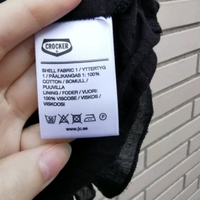 CROCKER
SHELL FABRIC 1 / YTTERTYG
1 / PÄÄLIKANGAS 1: 100%
COTTON / BOMULL /
PUUVILLA
LINING / FODER / VUORI :
100% VISCOSE / VISKOS /
VISKOOSI
www.jc.se